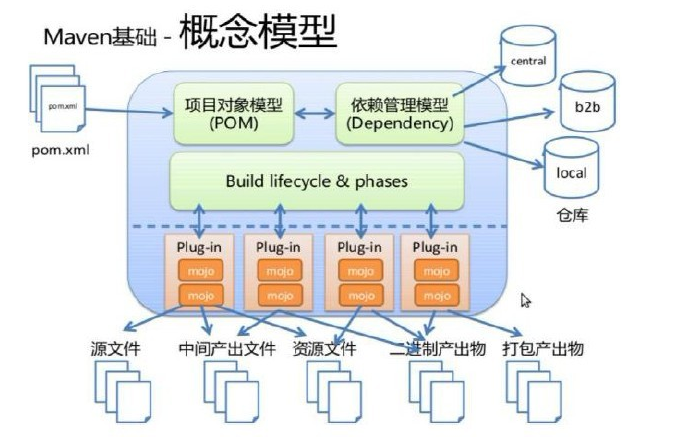 Maven基础 - 概念模型
central
pom.xml
项目对象模型
(POM)
依赖管理模型
(Dependency)
b2b
pom.xml
Build lifecycle & phases
local
仓库
Plug-in
Plug-in
Plug-in
Plug-in
mojo
mojo
mojo
mojo
mojo
mojo
mojo
mojo
源文件
中间产出文件
资源文件
二进制产出物
打包产出物